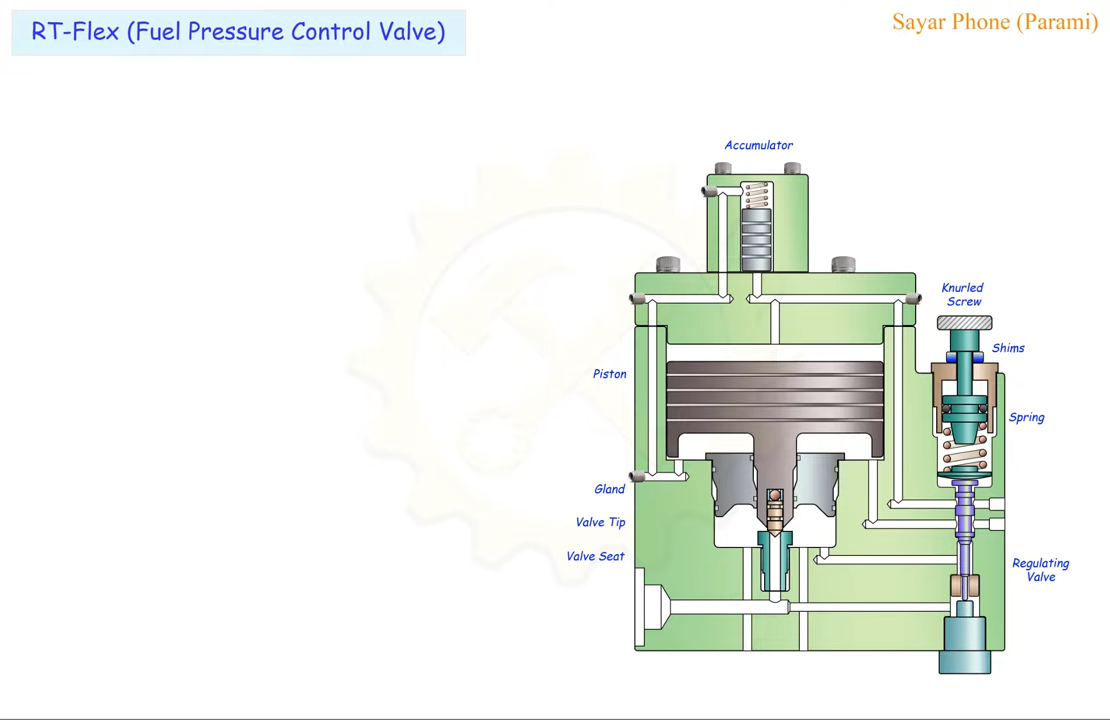 RT-Flex (Fuel Pressure Control Valve)
Sayar Phone (Parami)
Accumulator
Knurled
Screw
Shims
Piston
Spring
Gland
Valve Tip
Valve Seat
Regulating
Valve